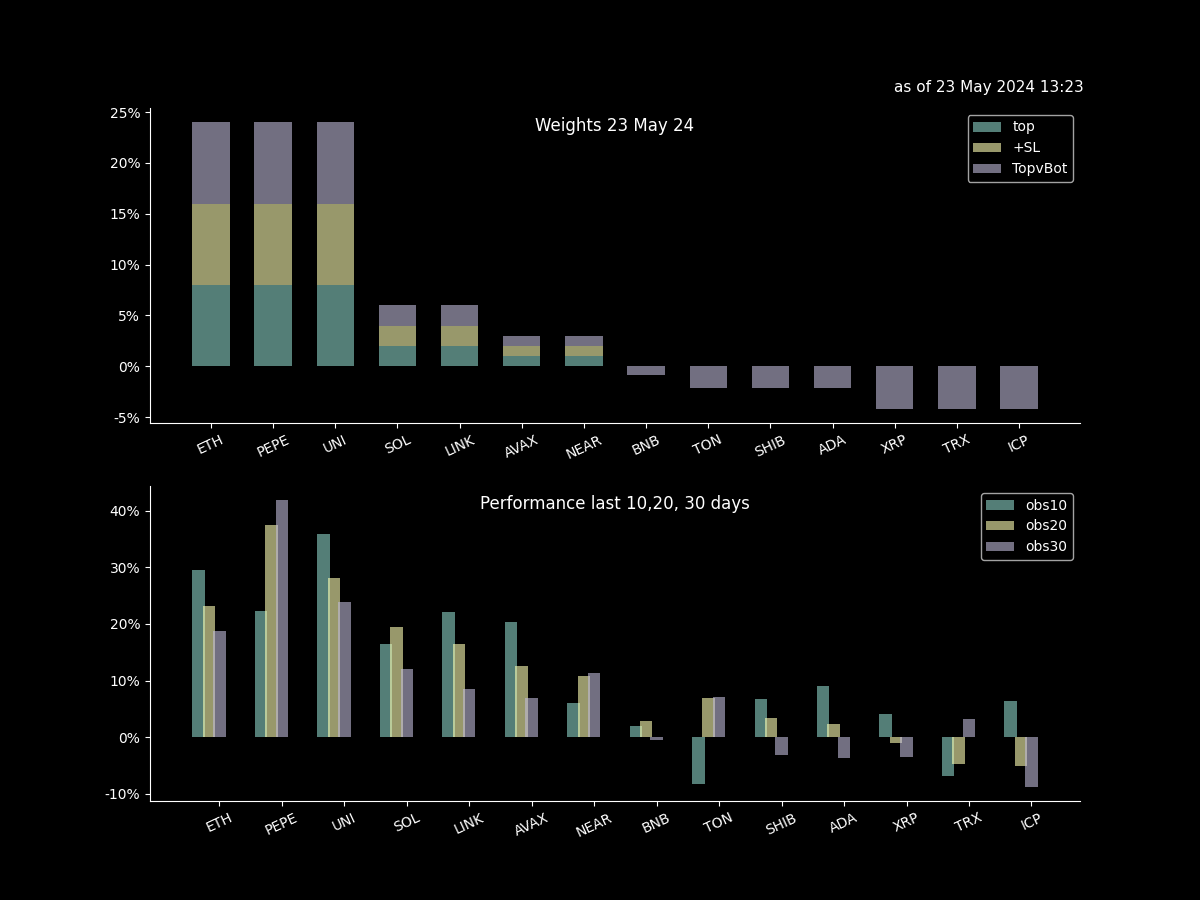 as of 23 May 2024 13:23
Weights 23 May 24
top
+SL
TopvBot
25%
20%
15%
10%
5%
0%
-5%
ETH PEPE UNI SOL LINK AVAX NEAR BNB TON SHIB ADA XRP TRX ICP
Performance last 10,20, 30 days
obs10
obs20
obs30
40%
30%
20%
10%
0%
-10%
ETH PEPE UNI SOL LINK AVAX NEAR BNB TON SHIB ADA XRP TRX ICP